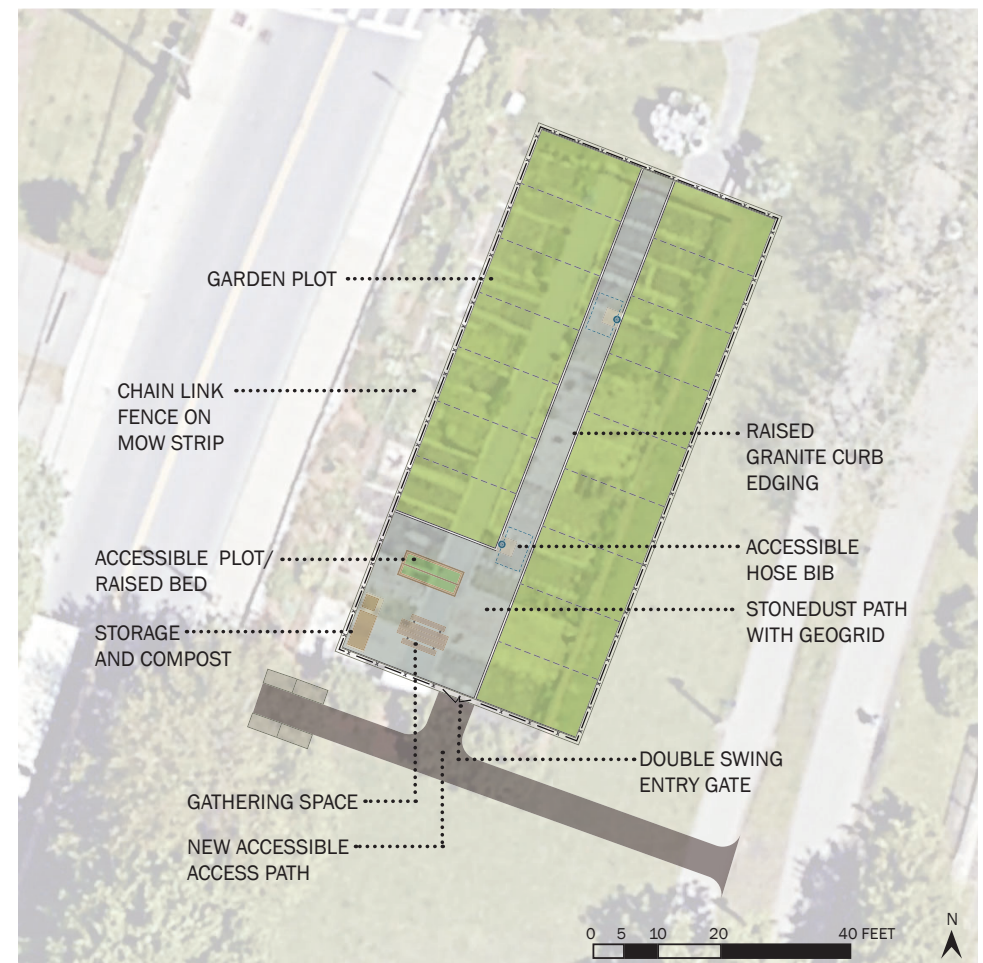 GARDEN PLOT
CHAIN LINK
FENCE ON
MOW STRIP
RAISED
GRANITE CURB
EDGING
ACCESSIBLE PLOT/
RAISED BED
ACCESSIBLE
HOSE BIB
STONEDUST PATH
WITH GEOGRID
STORAGE
AND COMPOST
DOUBLE SWING
ENTRY GATE
GATHERING SPACE
NEW ACCESSIBLE
ACCESS PATH
0 5 10 20 40 FEET
N